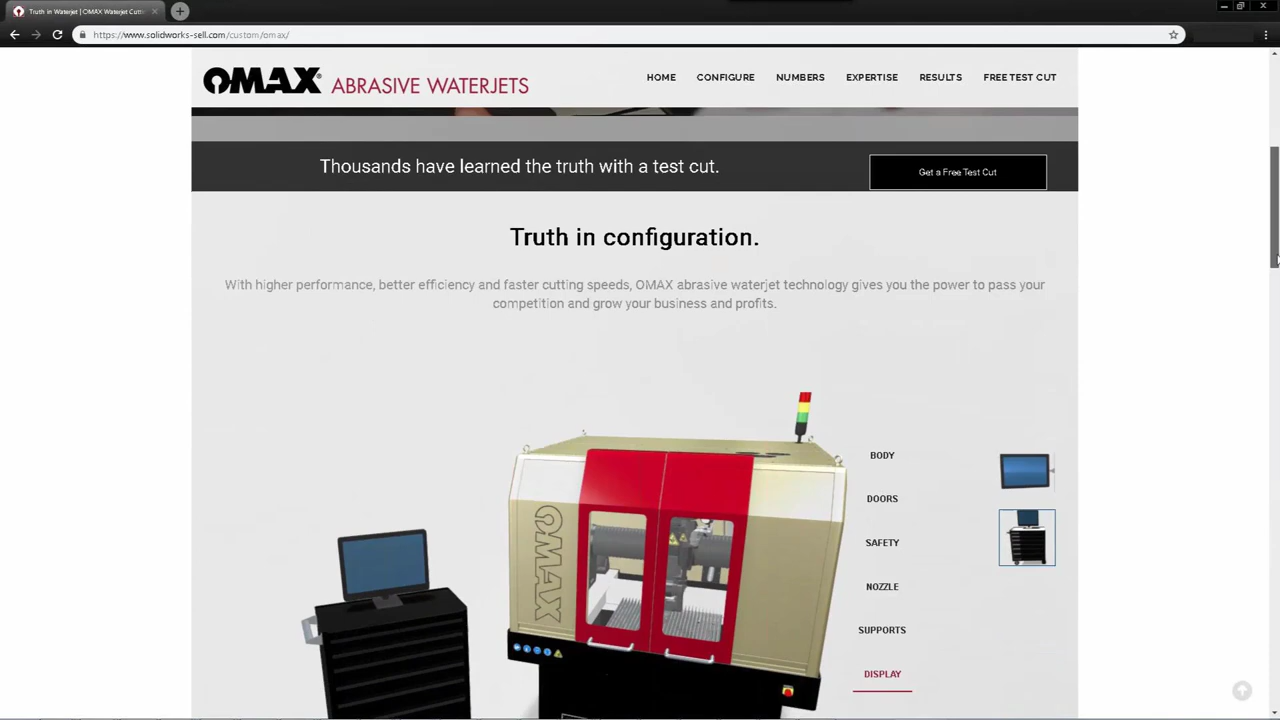 Truth in Waterjet | OMAX Waterjet Cutt
https://www.solidworks-sell.com/custom/omax/
OMAX® ABRASIVE WATERJETS
HOME CONFIGURE NUMBERS EXPERTISE RESULTS FREE TEST CUT
Thousands have learned the truth with a test cut.
Get a Free Test Cut
Truth in configuration.
With higher performance, better efficiency and faster cutting speeds, OMAX abrasive waterjet technology gives you the power to pass your
competition and grow your business and profits.
BODY
DOORS
SAFETY
NOZZLE
SUPPORTS
DISPLAY
OMAX